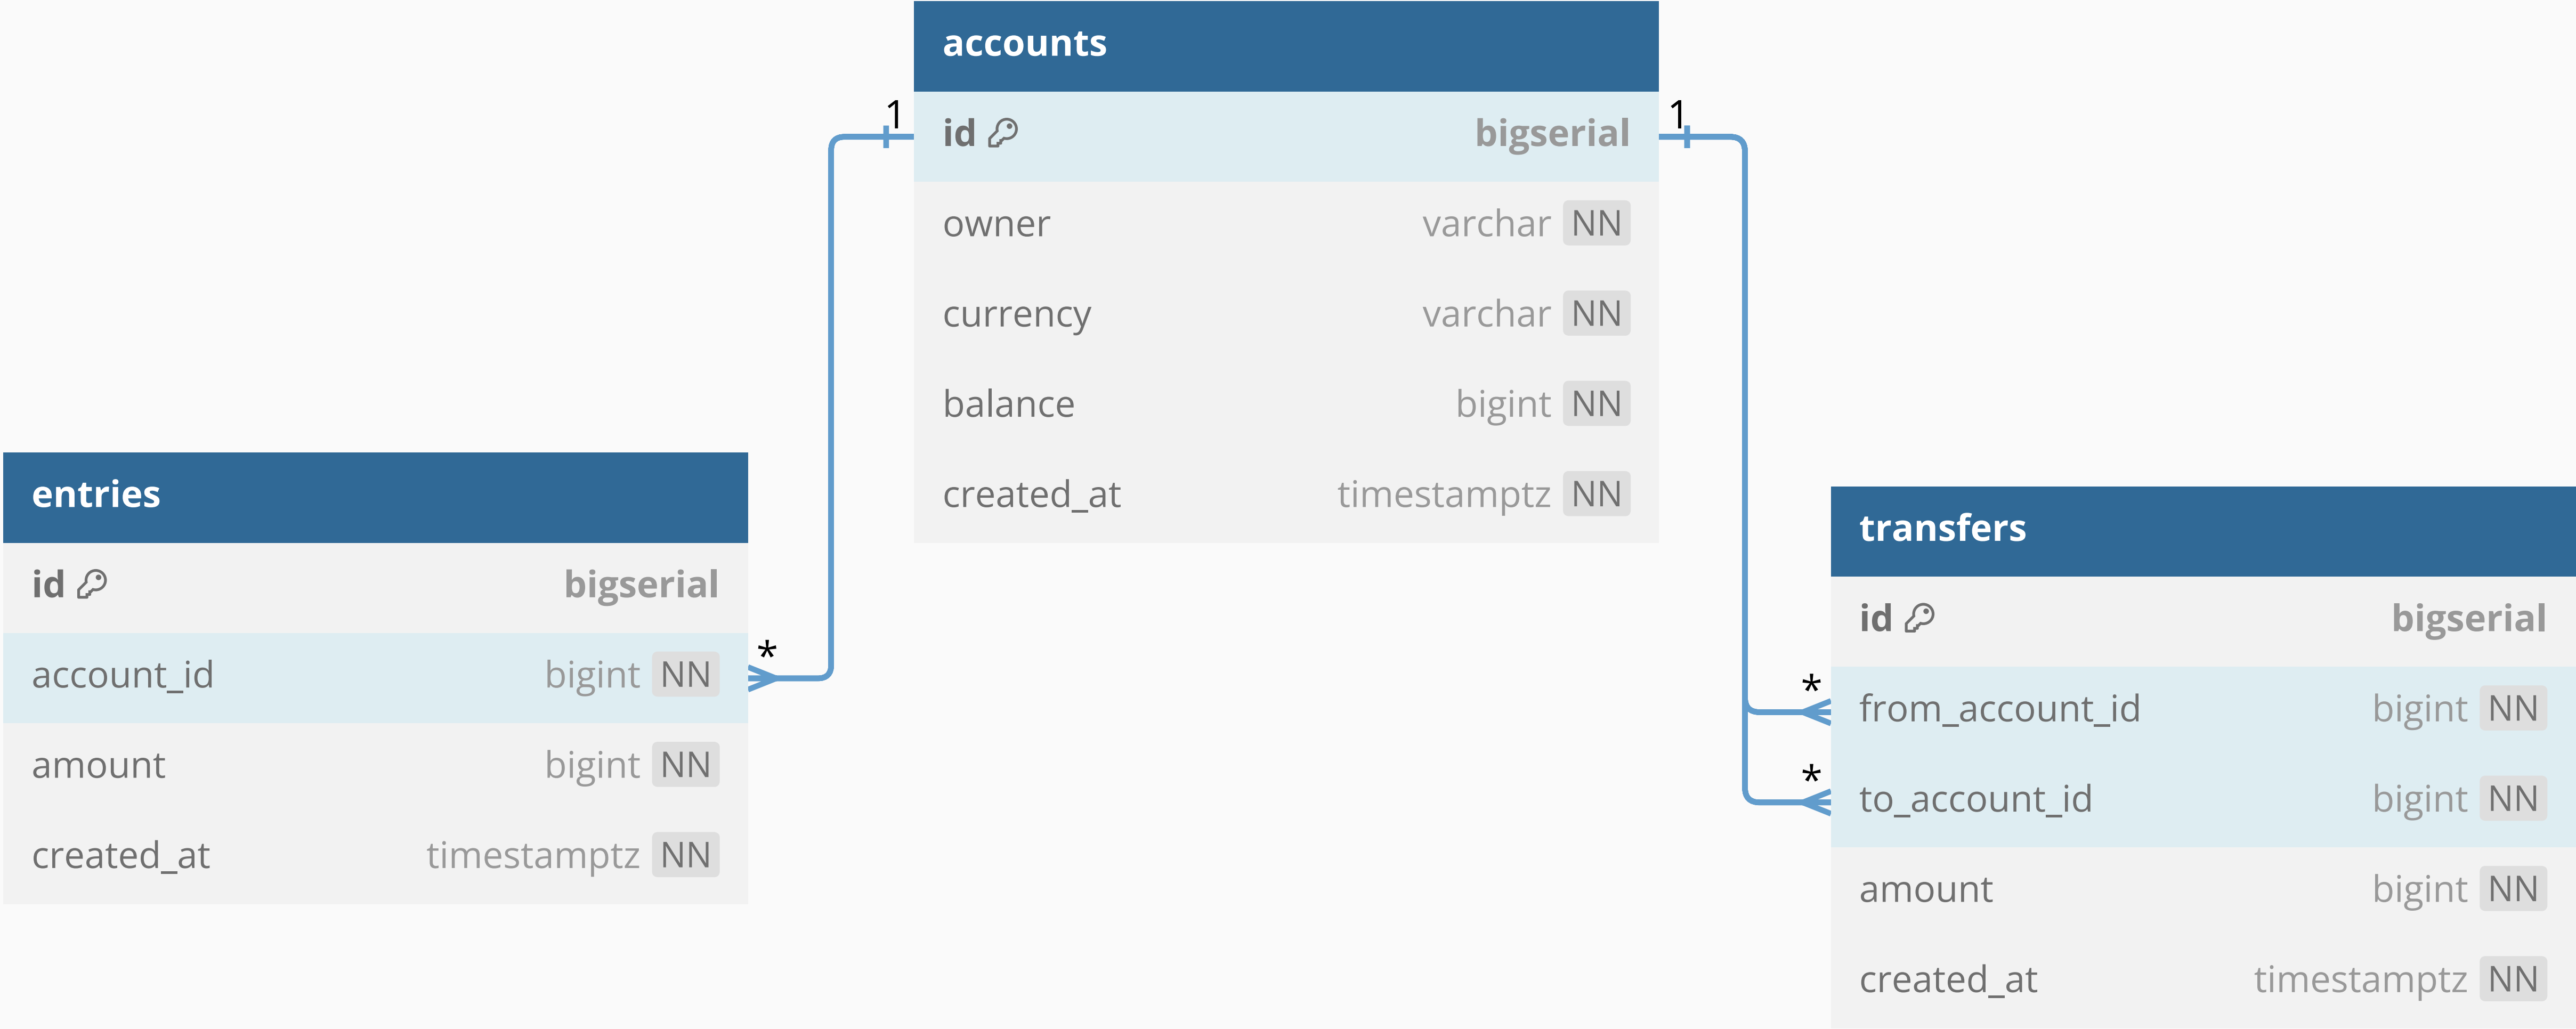 accounts
1
1
id bigserial
owner varchar NN
currency varchar NN
balance bigint NN
created_at timestamptz NN
entries
id bigserial
*
account_id bigint NN
amount bigint NN
created_at timestamptz NN
transfers
id bigserial
*
from_account_id bigint NN
*
to_account_id bigint NN
amount bigint NN
created_at timestamptz NN